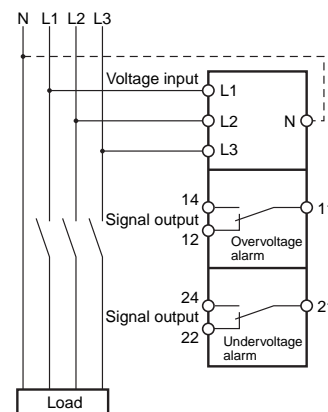 N L1 L2 L3
Voltage input
L1
L2
N
L3
14
Signal output
12
Overvoltage
alarm
24
Signal output
22
Undervoltage
alarm
Load